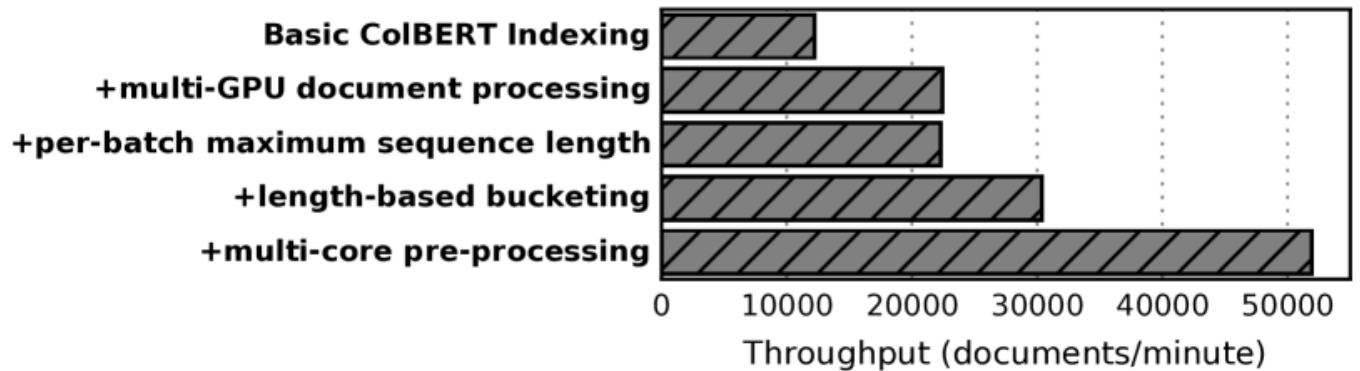 Basic ColBERT Indexing
+multi-GPU document processing
+per-batch maximum sequence length
+length-based bucketing
+multi-core pre-processing
0 10000 20000 30000 40000 50000
Throughput (documents/minute)